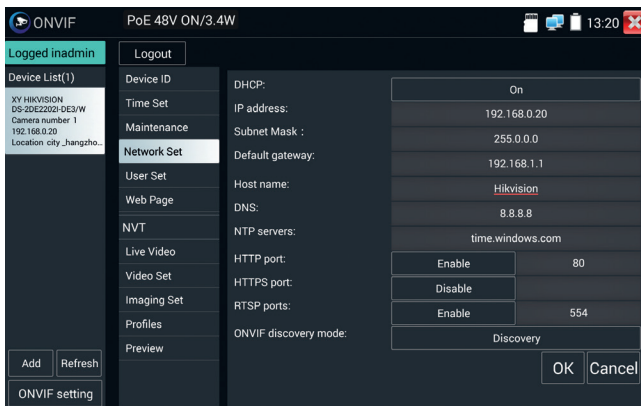 ONVIF
PoE 48V ON/3.4W
13:20
Logged inadmin
Logout
Device List(1)
XY HIKVISION
DS-2DE2202I-DE3/W
Camera number 1
192.168.0.20
Location city_hangzho...
Add
Refresh
ONVIF setting
Device ID
Time Set
Maintenance
Network Set
User Set
Web Page
NVT
Live Video
Video Set
Imaging Set
Profiles
Preview
DHCP: On
IP address: 192.168.0.20
Subnet Mask : 255.0.0.0
Default gateway: 192.168.1.1
Host name: Hikvision
DNS: 8.8.8.8
NTP servers: time.windows.com
HTTP port: Enable 80
HTTPS port: Disable
RTSP ports: Enable 554
ONVIF discovery mode: Discovery
OK Cancel